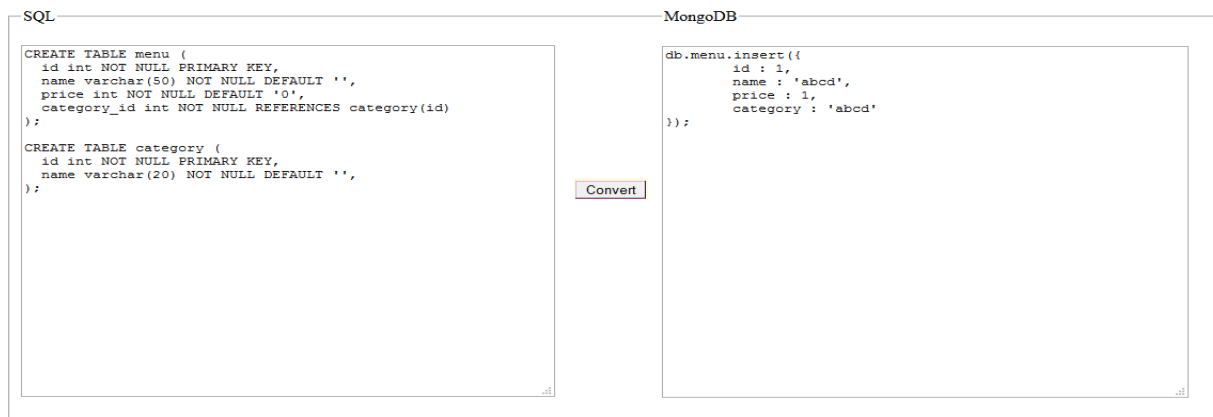 SQL
CREATE TABLE menu (
  id int NOT NULL PRIMARY KEY,
  name varchar(50) NOT NULL DEFAULT '',
  price int NOT NULL DEFAULT '0',
  category_id int NOT NULL REFERENCES category(id)
);
CREATE TABLE category (
  id int NOT NULL PRIMARY KEY,
  name varchar(20) NOT NULL DEFAULT '',
);
Convert
MongoDB
db.menu.insert({
        id : 1,
        name : 'abcd',
        price : 1,
        category : 'abcd'
});